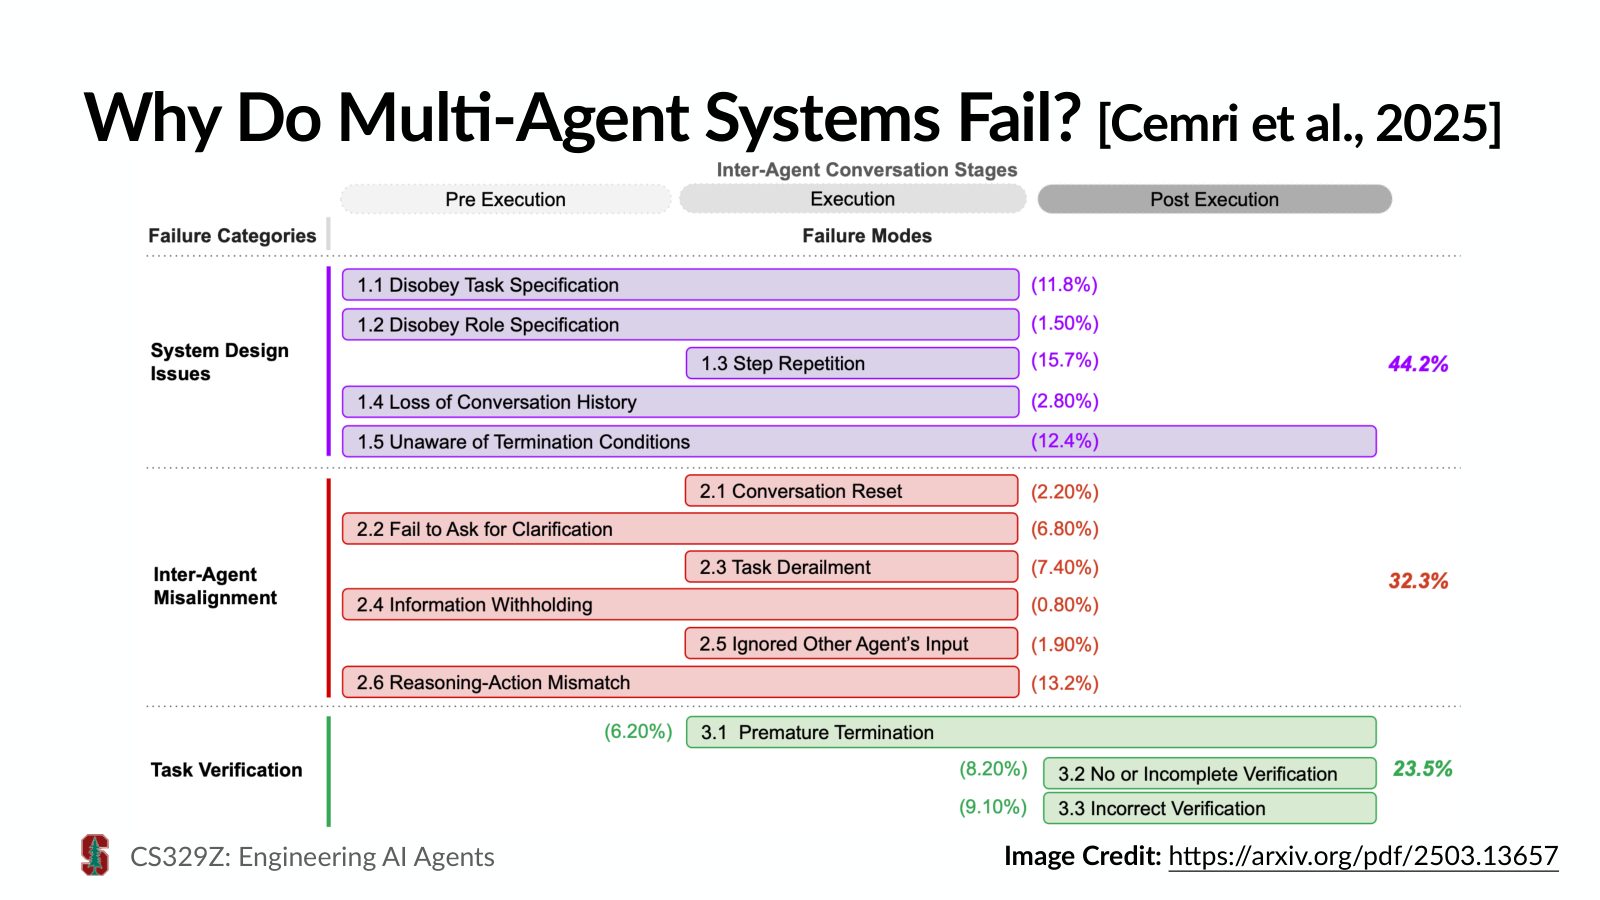 Why Do Multi-Agent Systems Fail? [Cemri et al., 2025]
Inter-Agent Conversation Stages
Pre Execution
Execution
Post Execution
Failure Categories
Failure Modes
System Design
Issues
1.1 Disobey Task Specification
(11.8%)
1.2 Disobey Role Specification
(1.50%)
1.3 Step Repetition
(15.7%)
1.4 Loss of Conversation History
(2.80%)
1.5 Unaware of Termination Conditions
(12.4%)
44.2%
Inter-Agent
Misalignment
2.1 Conversation Reset
(2.20%)
2.2 Fail to Ask for Clarification
(6.80%)
2.3 Task Derailment
(7.40%)
2.4 Information Withholding
(0.80%)
2.5 Ignored Other Agent's Input
(1.90%)
2.6 Reasoning-Action Mismatch
(13.2%)
32.3%
Task Verification
(6.20%)
3.1 Premature Termination
(8.20%)
3.2 No or Incomplete Verification
(9.10%)
3.3 Incorrect Verification
23.5%
CS329Z: Engineering AI Agents
Image Credit: https://arxiv.org/pdf/2503.13657